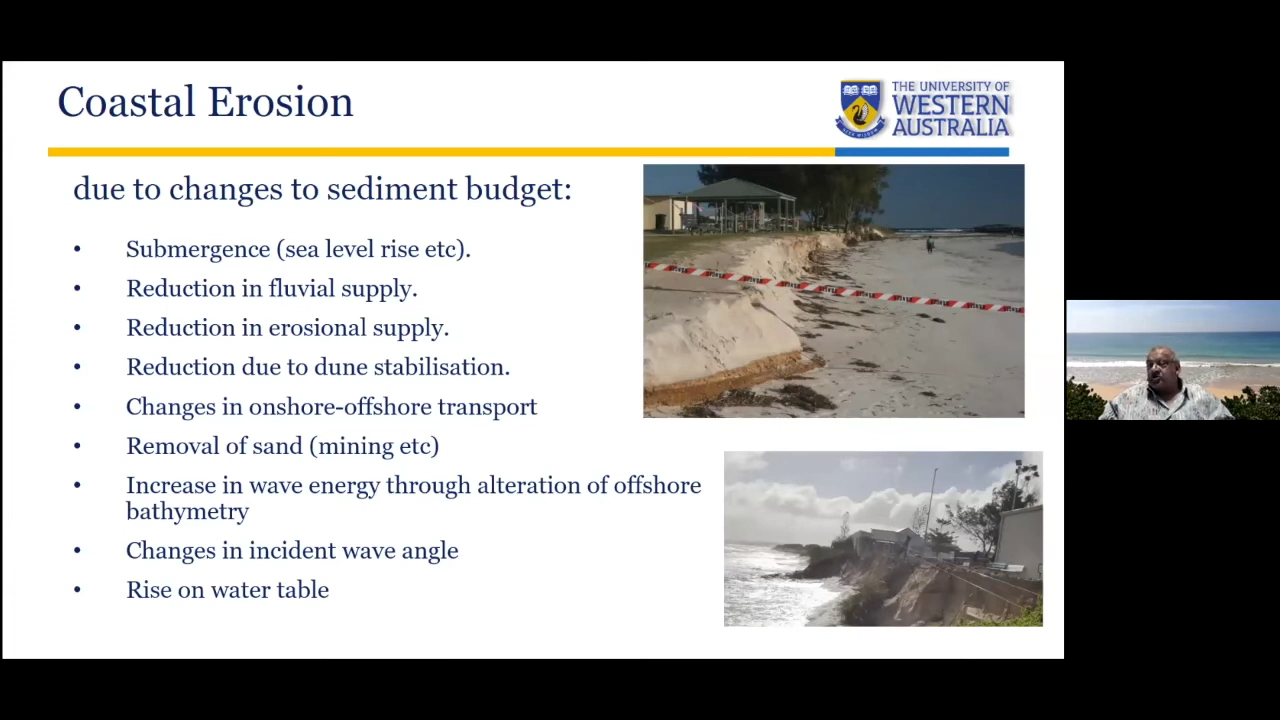 Coastal Erosion
THE UNIVERSITY OF
WESTERN
AUSTRALIA
due to changes to sediment budget:
• Submergence (sea level rise etc).
• Reduction in fluvial supply.
• Reduction in erosional supply.
• Reduction due to dune stabilisation.
• Changes in onshore-offshore transport
• Removal of sand (mining etc)
• Increase in wave energy through alteration of offshore
bathymetry
• Changes in incident wave angle
• Rise on water table